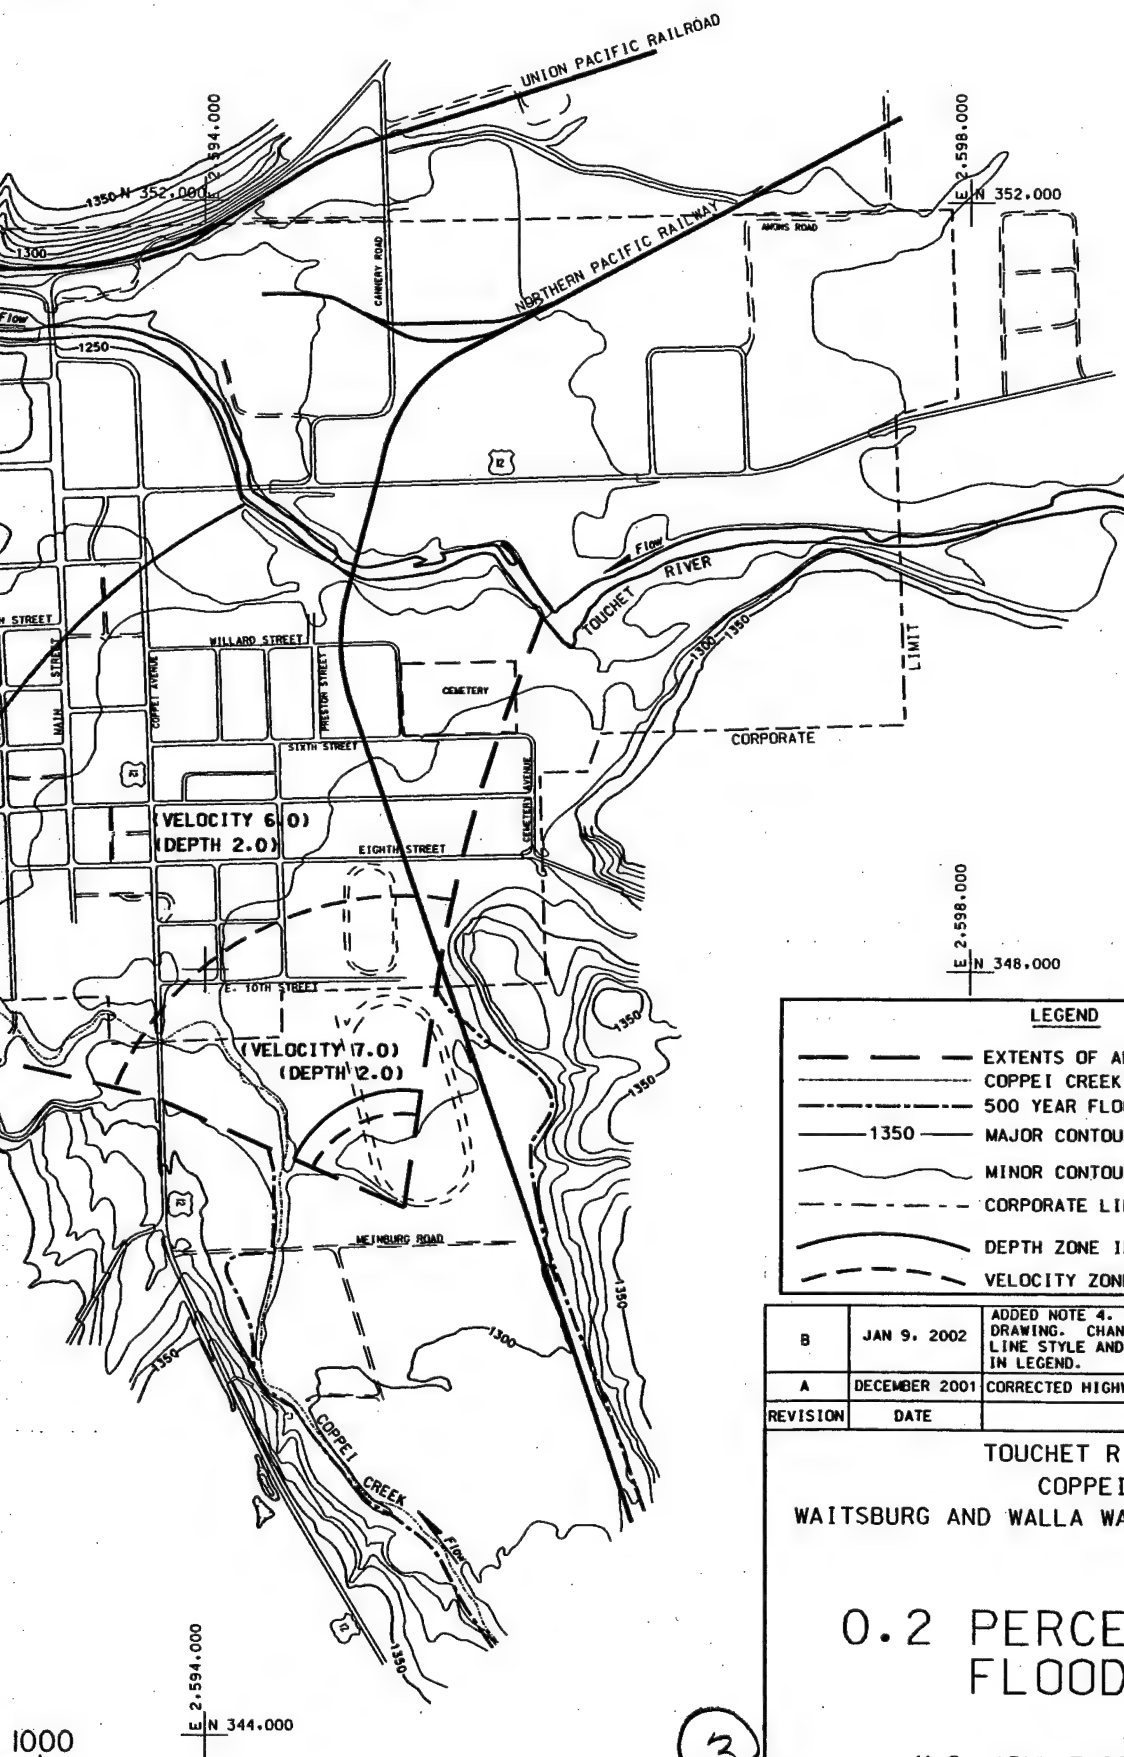 UNION PACIFIC RAILROAD
2,594.000
E 2,598.000
1350
N 352.000
N 352.000
1300
AMONS ROAD
NORTHERN PACIFIC RAILWAY
CANNERY ROAD
Flow
1250
12
Flow
TOUCHET RIVER
H STREET
WILLARD STREET
MAIN STREET
COPPEI AVENUE
PRESTON STREET
CEMETERY
1300
1350
LIMIT
SIXTH STREET
CORPORATE
12
CEMETERY AVENUE
(VELOCITY 6.0)
(DEPTH 2.0)
EIGHTH STREET
E 2,598.000
N 348.000
E. 10TH STREET
1350
(VELOCITY 7.0)
(DEPTH 2.0)
1350
LEGEND
EXTENTS OF A
COPPEI CREEK
500 YEAR FLO
1350
MAJOR CONTOU
MINOR CONTOU
CORPORATE LI
DEPTH ZONE I
VELOCITY ZON
12
MEINBURG ROAD
1350
1300
1350
B
JAN 9, 2002
ADDED NOTE 4.
DRAWING. CHAN
LINE STYLE AND
IN LEGEND.
A
DECEMBER 2001
CORRECTED HIGH
REVISION
DATE
COPPEI CREEK
Flow
TOUCHET R
COPPEI
WAITSBURG AND WALLA WA
12
1350
0.2 PERCE
FLOOD
E 2,594.000
N 344.000
1000
3